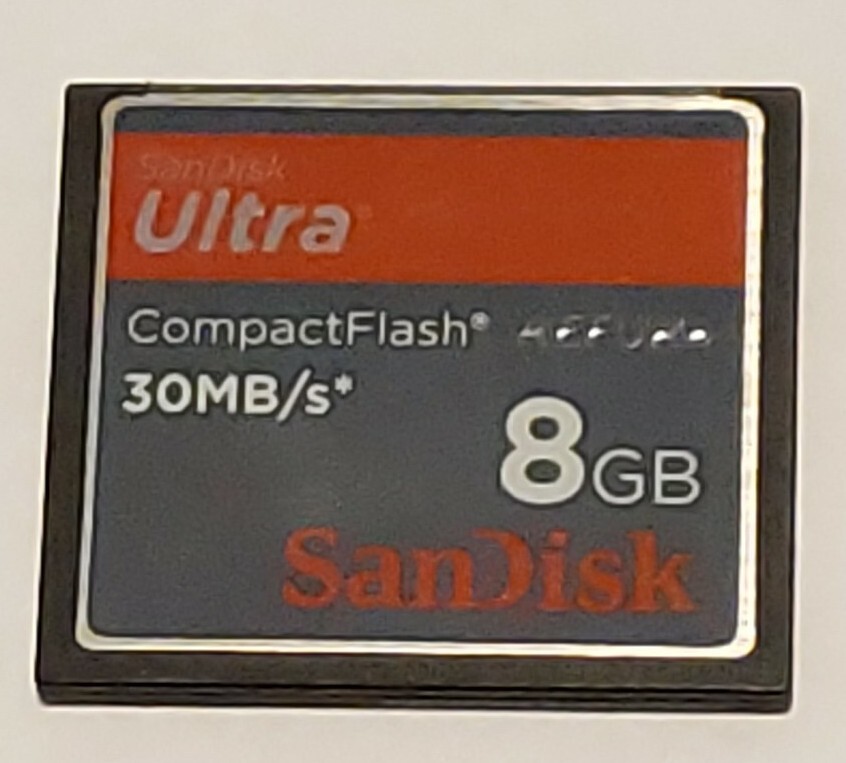 SanDisk
Ultra
CompactFlash®
30MB/s*
8GB
SanDisk